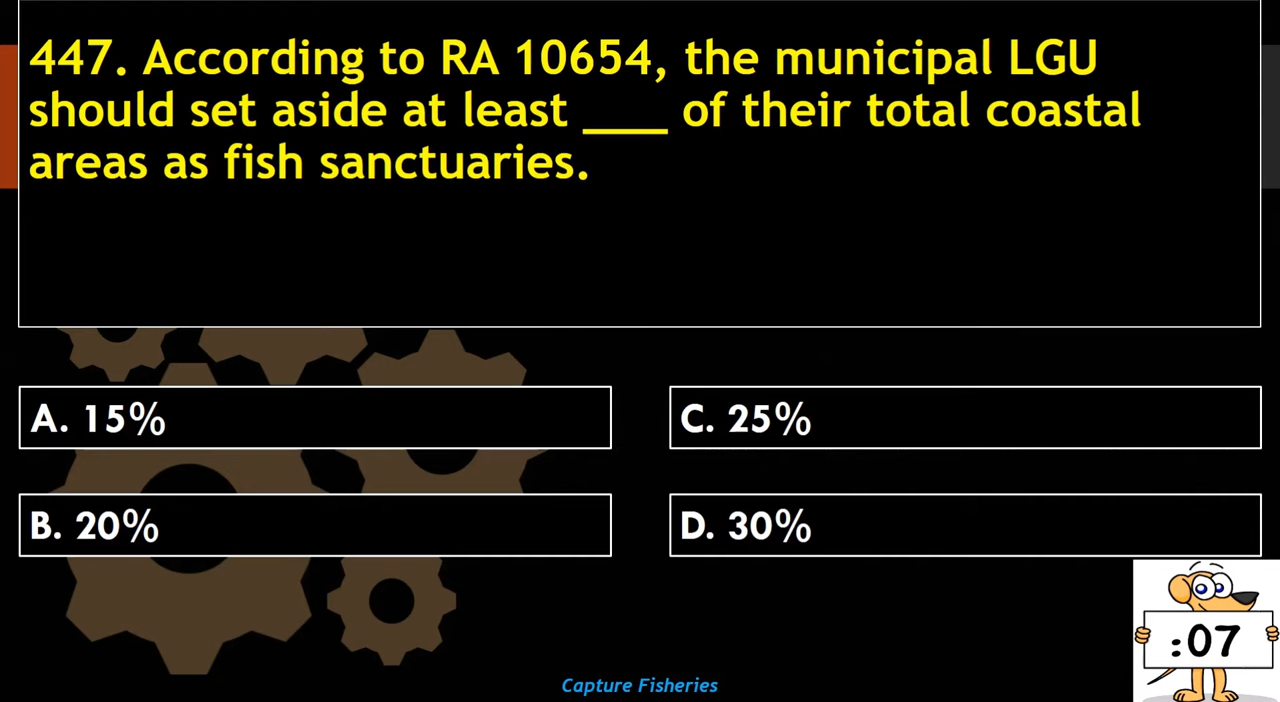 447. According to RA 10654, the municipal LGU
should set aside at least ___ of their total coastal
areas as fish sanctuaries.
A. 15%
C. 25%
B. 20%
D. 30%
:07
Capture Fisheries